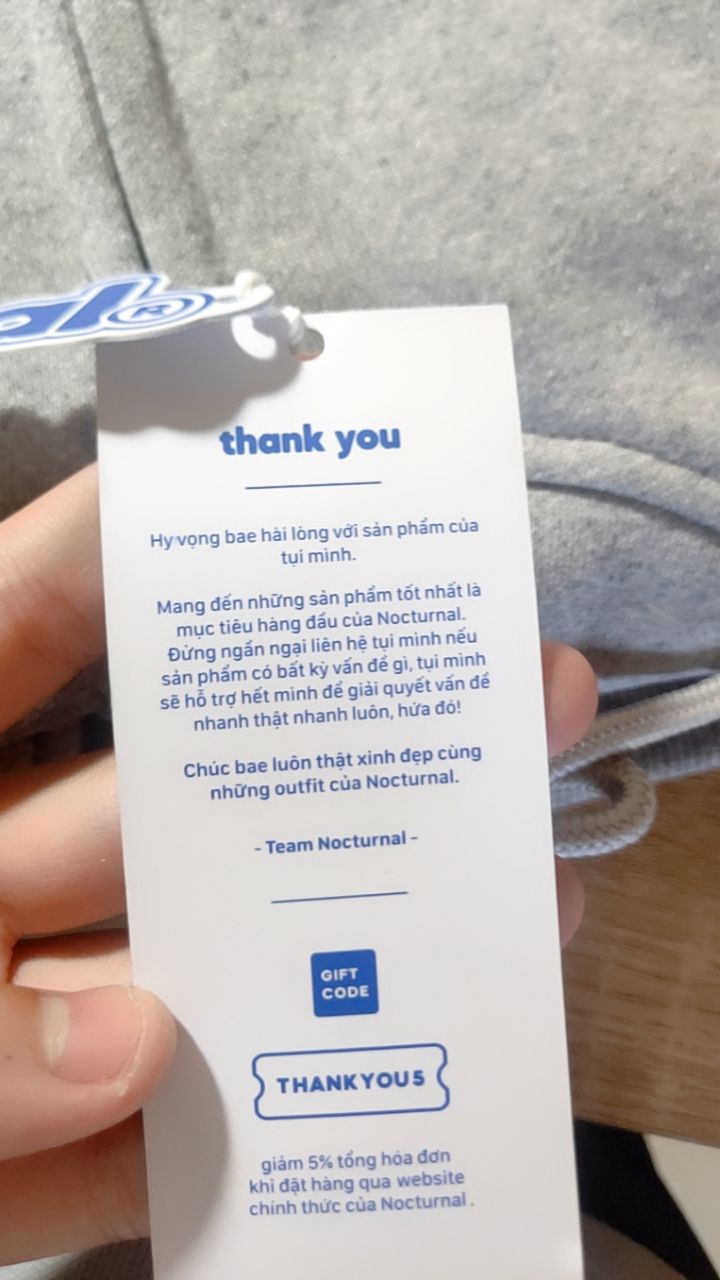 ®
thank you
Hy vọng bae hài lòng với sản phẩm của
tụi mình.
Mang đến những sản phẩm tốt nhất là
mục tiêu hàng đầu của Nocturnal.
Đừng ngần ngại liên hệ tụi mình nếu
sản phẩm có bất kỳ vấn đề gì, tụi mình
sẽ hỗ trợ hết mình để giải quyết vấn đề
nhanh thật nhanh luôn, hứa đó!
Chúc bae luôn thật xinh đẹp cùng
những outfit của Nocturnal.
- Team Nocturnal -
GIFT
CODE
THANKYOU5
giảm 5% tổng hóa đơn
khi đặt hàng qua website
chính thức của Nocturnal .